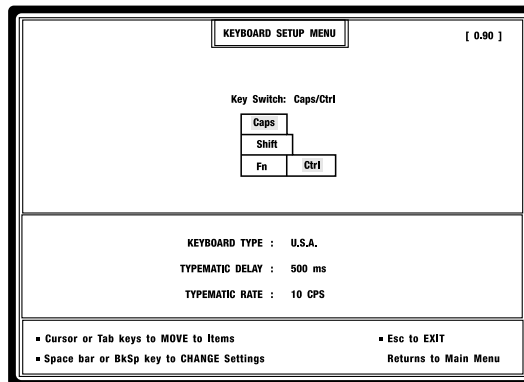 KEYBOARD SETUP MENU [ 0.90 ]
Key Switch: Caps/Ctrl
Caps
Shift
Fn Ctrl
KEYBOARD TYPE : U.S.A.
TYPEMATIC DELAY : 500 ms
TYPEMATIC RATE : 10 CPS
▪ Cursor or Tab keys to MOVE to Items ▪ Esc to EXIT
▪ Space bar or BkSp key to CHANGE Settings Returns to Main Menu